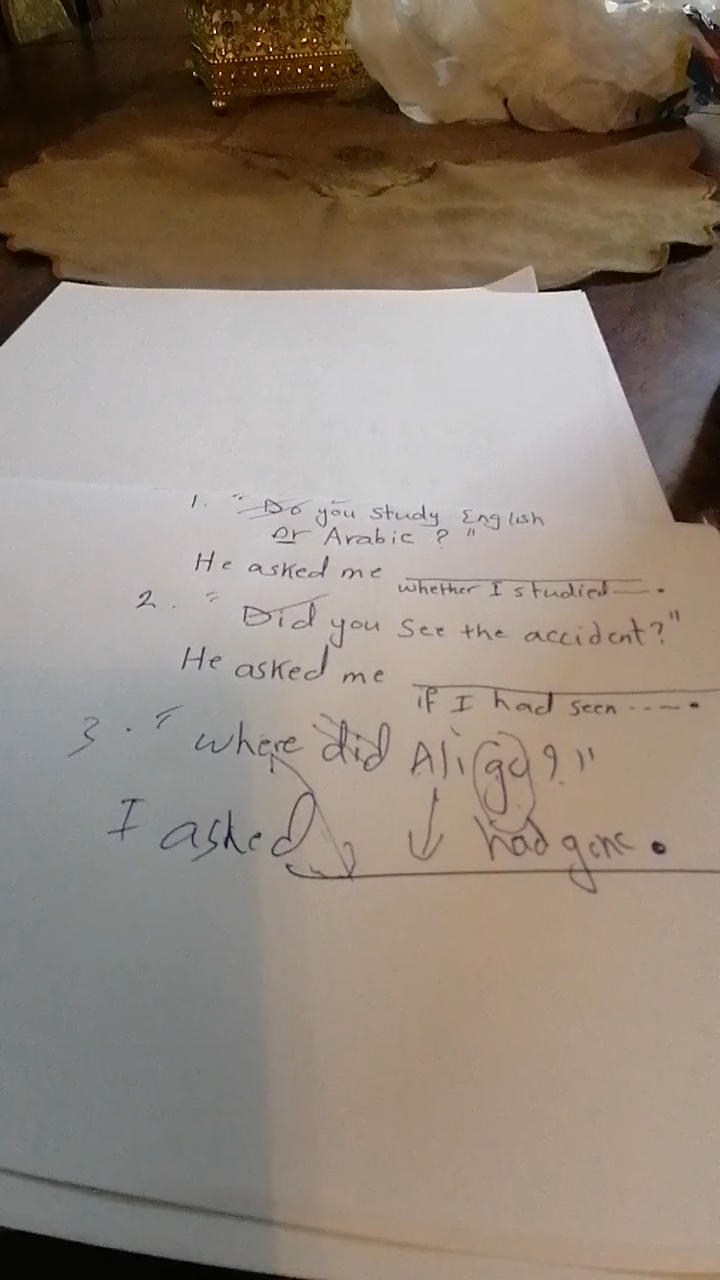 1. "Do you study English
or Arabic ?"
He asked me whether I studied —.
2. "Did you see the accident?"
He asked me if I had seen ----.
3. "where did Ali go?"
I asked had gone.